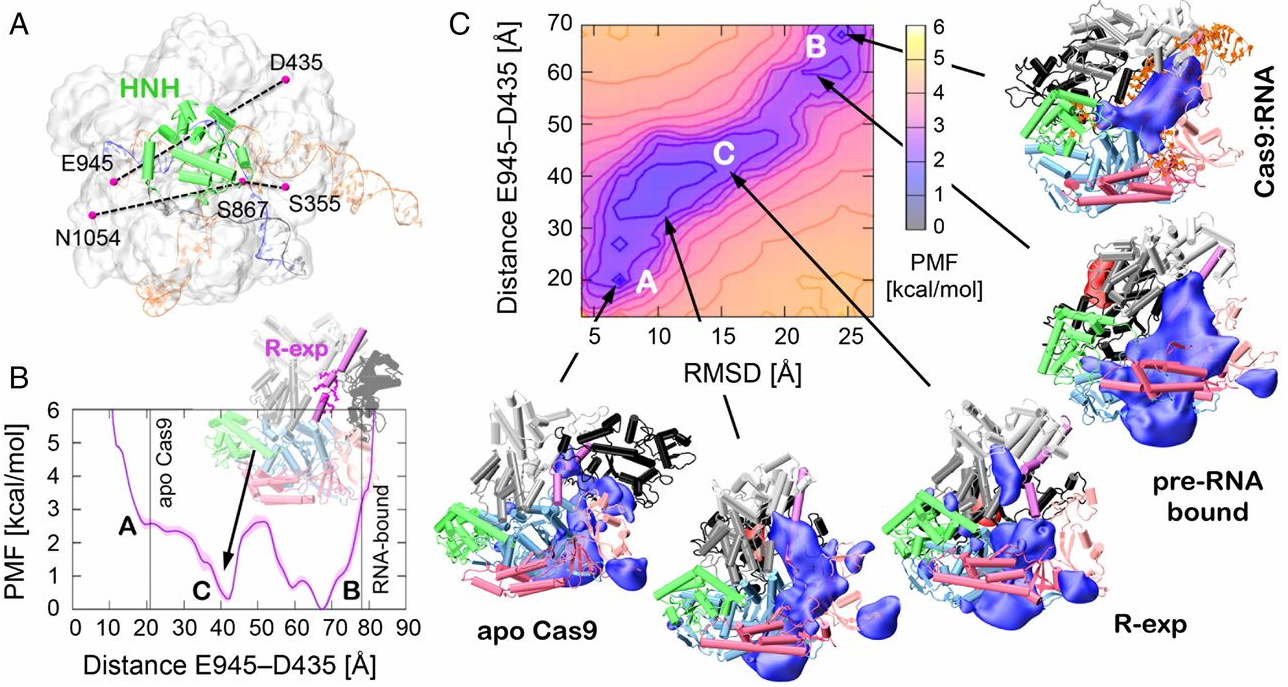 A
HNH
D435
E945
S867
S355
N1054
B
R-exp
PMF [kcal/mol]
6
5
4
3
2
1
0
apo Cas9
RNA-bound
A
C
B
0 10 20 30 40 50 60 70 80 90
Distance E945–D435 [Å]
C
Distance E945–D435 [Å]
70
60
50
40
30
20
B
C
A
5 10 15 20 25
RMSD [Å]
6
5
4
3
2
1
0
PMF
[kcal/mol]
Cas9:RNA
pre-RNA
bound
R-exp
apo Cas9